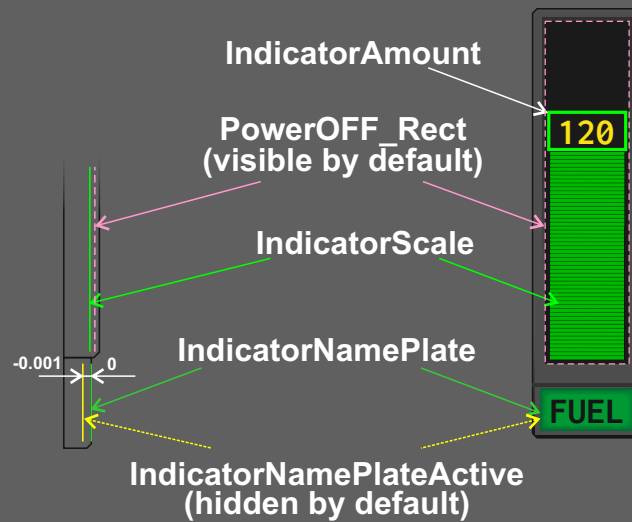 IndicatorAmount
120
PowerOFF_Rect
(visible by default)
IndicatorScale
-0.001
0
IndicatorNamePlate
FUEL
IndicatorNamePlateActive
(hidden by default)